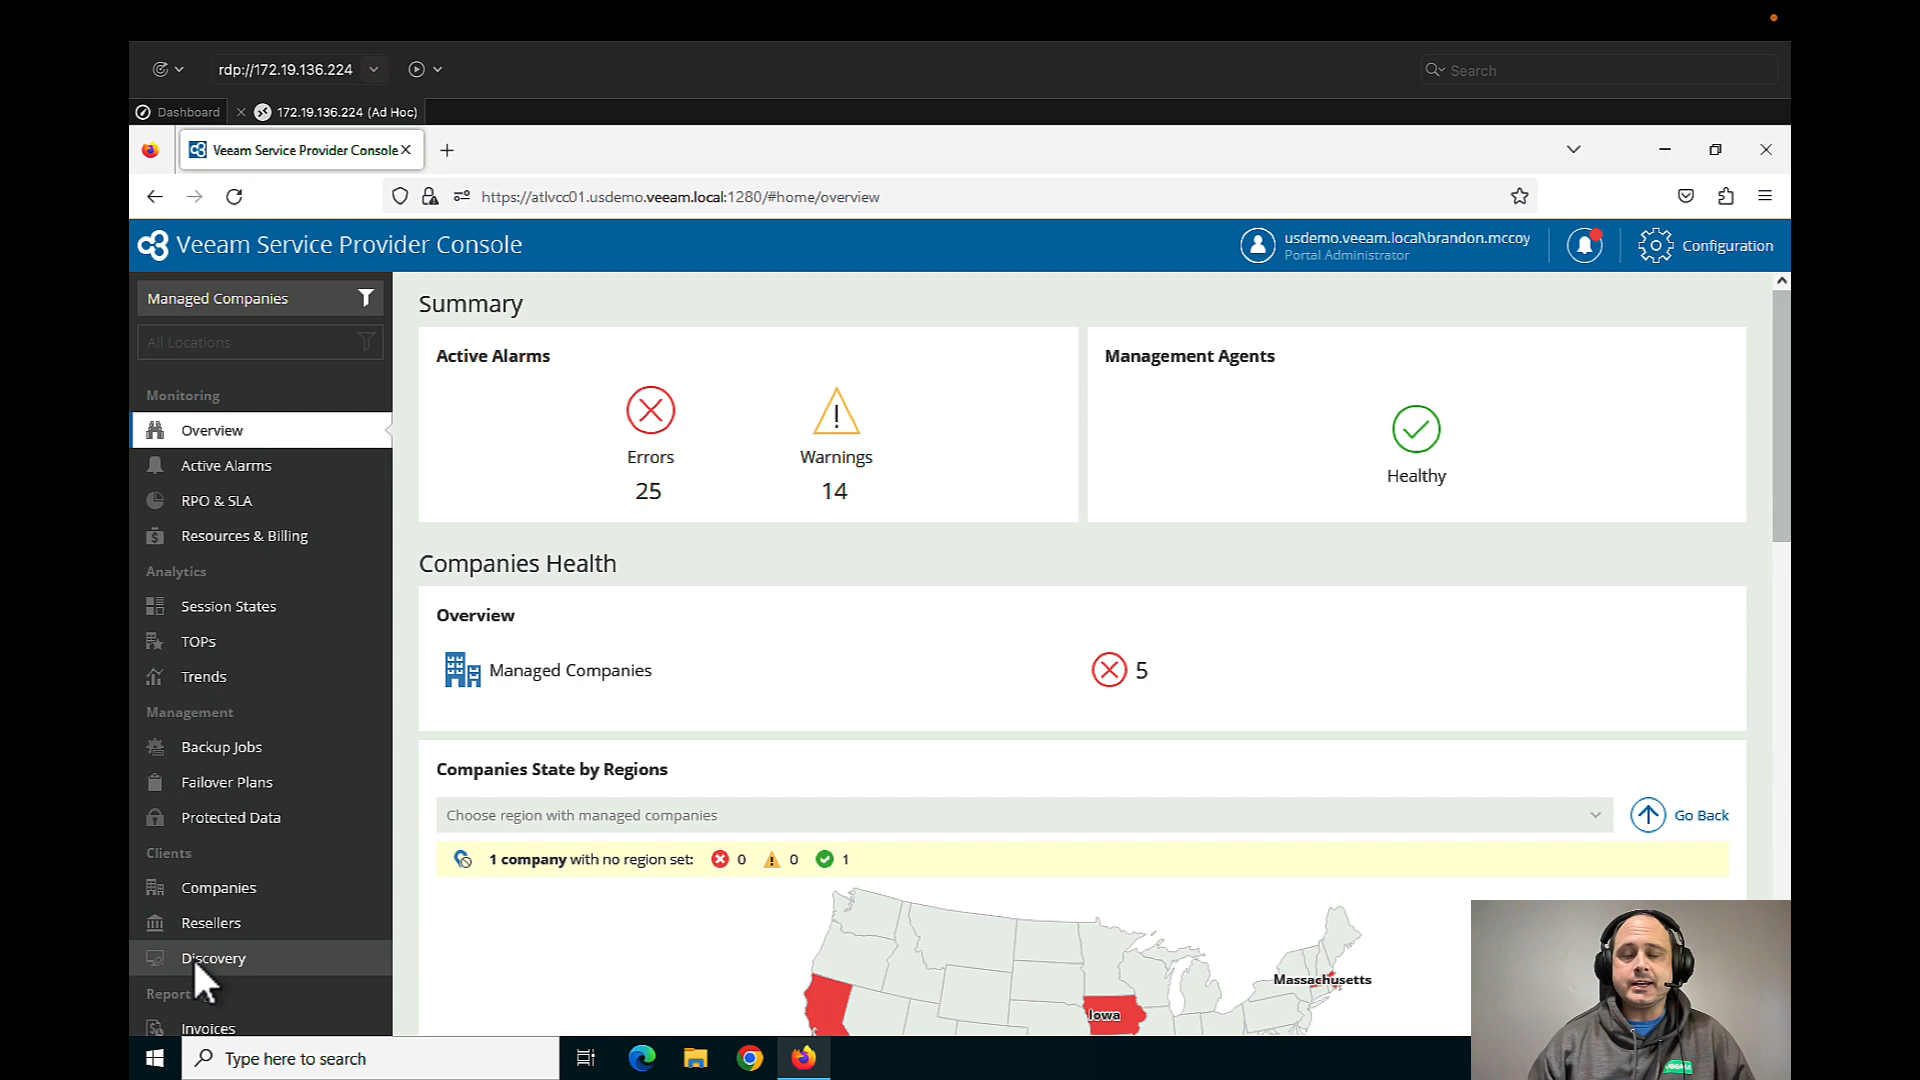 rdp://172.19.136.224
Search
Dashboard
172.19.136.224 (Ad Hoc)
Veeam Service Provider Console
https://atlvcc01.usdemo.veeam.local:1280/#home/overview
Veeam Service Provider Console
usdemo.veeam.local\brandon.mccoy
Portal Administrator
Configuration
Managed Companies
All Locations
Monitoring
Overview
Active Alarms
RPO & SLA
Resources & Billing
Analytics
Session States
TOPs
Trends
Management
Backup Jobs
Failover Plans
Protected Data
Clients
Companies
Resellers
Discovery
Report
Invoices
Summary
Active Alarms
Errors
25
Warnings
14
Management Agents
Healthy
Companies Health
Overview
Managed Companies
5
Companies State by Regions
Choose region with managed companies
Go Back
1 company with no region set: 0 0 1
Massachusetts
Iowa
Type here to search
veeam